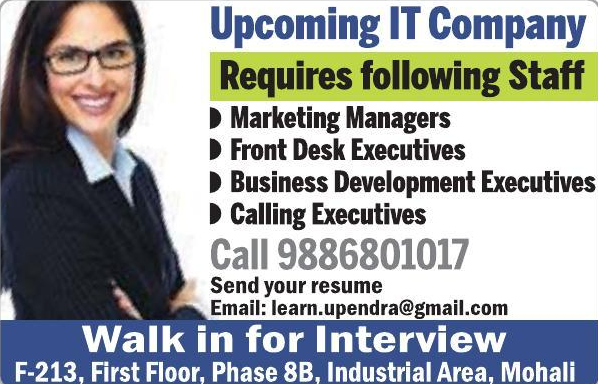 Upcoming IT Company
Requires following Staff
Marketing Managers
Front Desk Executives
Business Development Executives
Calling Executives
Call 9886801017
Send your resume
Email: learn.upendra@gmail.com
Walk in for Interview
F-213, First Floor, Phase 8B, Industrial Area, Mohali